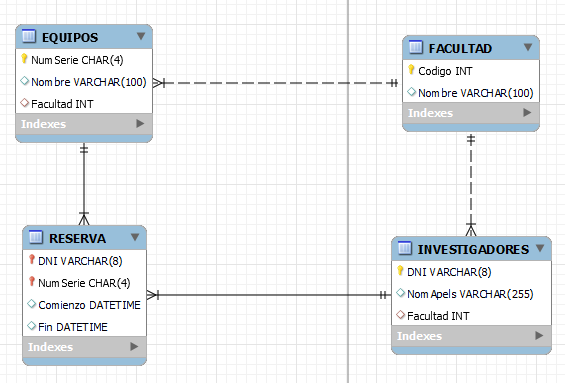 EQUIPOS
NumSerie CHAR(4)
Nombre VARCHAR(100)
Facultad INT
Indexes
FACULTAD
Codigo INT
Nombre VARCHAR(100)
Indexes
RESERVA
DNI VARCHAR(8)
NumSerie CHAR(4)
Comienzo DATETIME
Fin DATETIME
Indexes
INVESTIGADORES
DNI VARCHAR(8)
NomApels VARCHAR(255)
Facultad INT
Indexes